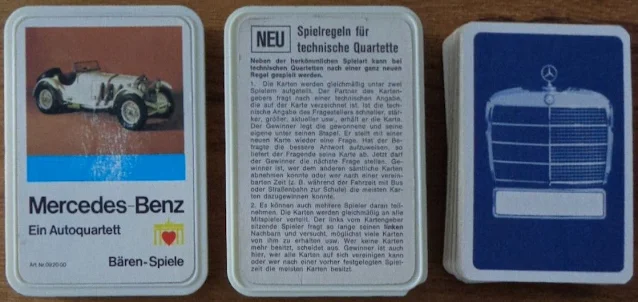 Mercedes-Benz
Ein Autoquartett
Bären-Spiele
NEU
Spielregeln für
technische Quartette
Neben der herkömmlichen Spielart kann bei
technischen Quartetten nach einer ganz neuen
Regel gespielt werden.
1. Die Karten werden gleichmäßig unter zwei
Spielern aufgeteilt. Der Partner des Karten-
gebers fragt nach einer technischen Angabe,
die auf der Karte verzeichnet ist. Ist die tech-
nische Angabe des Fragestellers schneller, stär-
ker, größer, aktueller usw., erhält er die Karte.
Der Gewinner legt die gewonnene und seine
eigene unter seinen Stapel. Er stellt mit einer
neuen Karte wieder eine Frage. Hat der Be-
fragte die bessere Antwort aufzuweisen, so
liefert der Fragende seine Karte ab. Jetzt darf
der Gewinner die nächste Frage stellen. Ge-
winner ist, wer dem anderen sämtliche Karten
abnehmen konnte oder wer nach einer verein-
barten Zeit (z. B. während der Fahrzeit mit Bus
oder Straßenbahn zur Schule) die meisten Kar-
ten dazugewinnen konnte.
2. Es können auch mehrere Spieler daran teil-
nehmen. Die Karten werden gleichmäßig an alle
Mitspieler verteilt. Der links vom Kartengeber
sitzende Spieler fragt so lange seinen linken
Nachbarn und versucht, möglichst viele Karten
von ihm zu erhalten usw. Wer keine Karten
mehr besitzt, scheidet aus. Gewinner ist auch
hier, wer alle Karten auf sich vereinigen kann
oder wer nach einer vorher festgelegten Spiel-
zeit die meisten Karten besitzt.